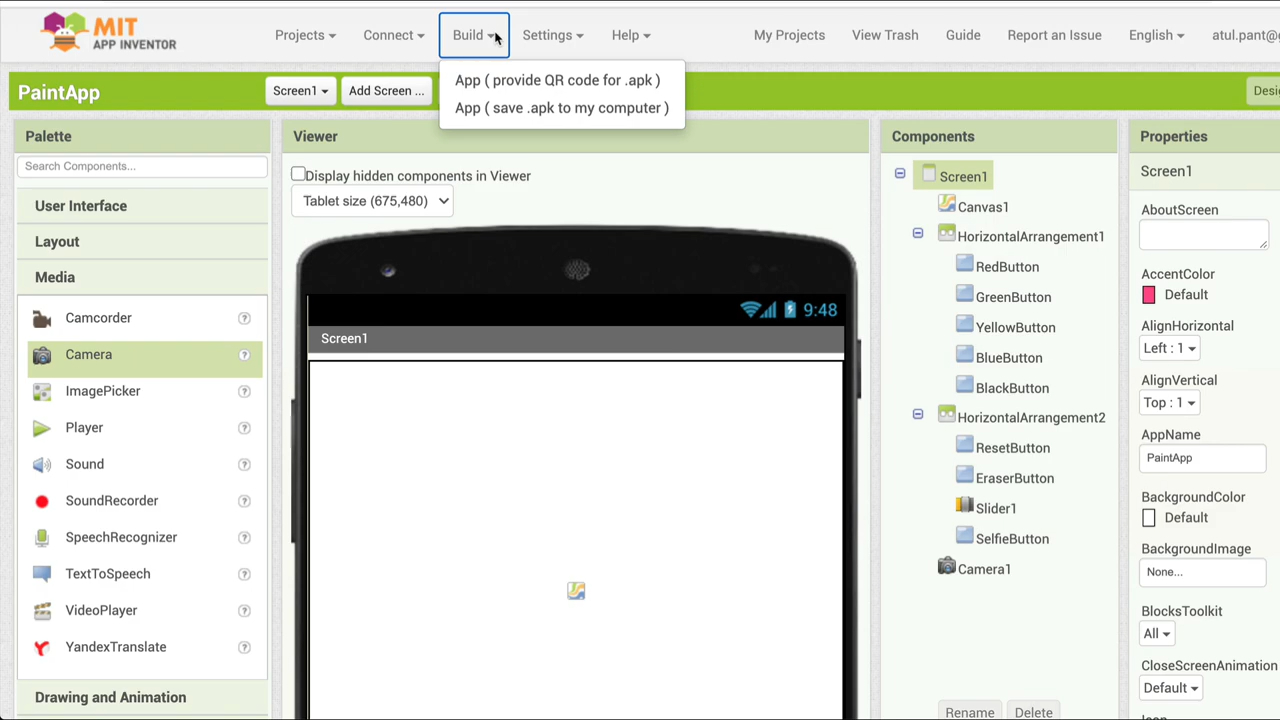 MIT
APP INVENTOR
Projects
Connect
Build
Settings
Help
My Projects
View Trash
Guide
Report an Issue
English
atul.pant@
App ( provide QR code for .apk )
App ( save .apk to my computer )
PaintApp
Screen1
Add Screen ...
Palette
Search Components...
User Interface
Layout
Media
Camcorder
Camera
ImagePicker
Player
Sound
SoundRecorder
SpeechRecognizer
TextToSpeech
VideoPlayer
YandexTranslate
Drawing and Animation
Viewer
Display hidden components in Viewer
Tablet size (675,480)
9:48
Screen1
Components
Screen1
Canvas1
HorizontalArrangement1
RedButton
GreenButton
YellowButton
BlueButton
BlackButton
HorizontalArrangement2
ResetButton
EraserButton
Slider1
SelfieButton
Camera1
Rename
Delete
Properties
Screen1
AboutScreen
AccentColor
Default
AlignHorizontal
Left : 1
AlignVertical
Top : 1
AppName
PaintApp
BackgroundColor
Default
BackgroundImage
None...
BlocksToolkit
All
CloseScreenAnimation
Default